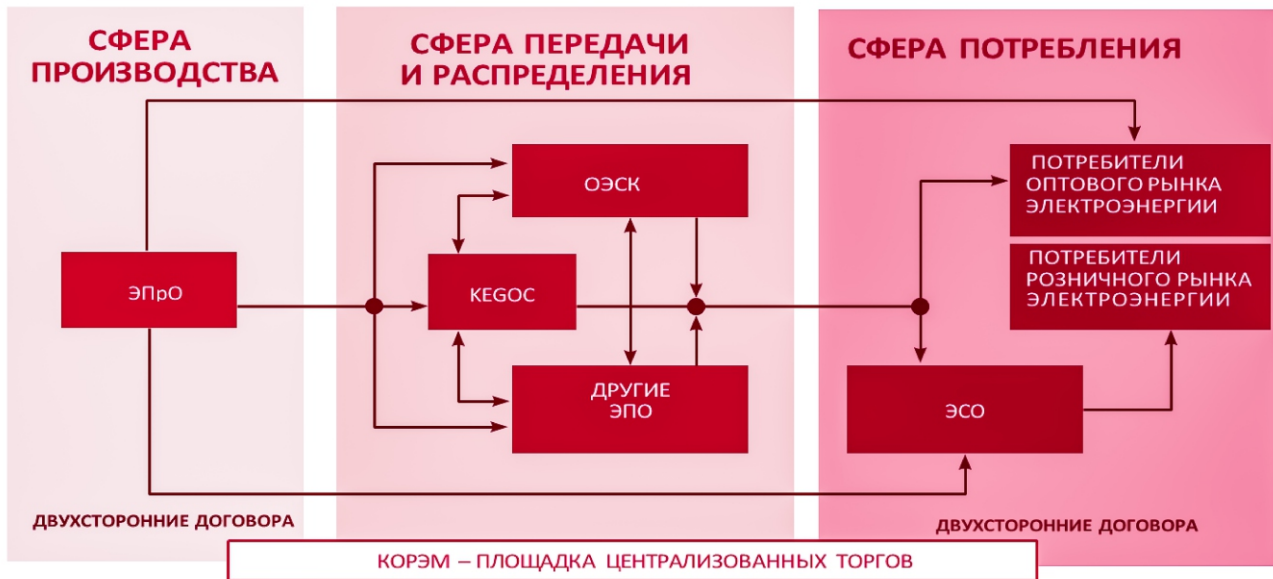 СФЕРА
ПРОИЗВОДСТВА
СФЕРА ПЕРЕДАЧИ
И РАСПРЕДЕЛЕНИЯ
СФЕРА ПОТРЕБЛЕНИЯ
ОЭСК
ПОТРЕБИТЕЛИ
ОПТОВОГО РЫНКА
ЭЛЕКТРОЭНЕРГИИ
ЭПрО
KEGOC
ПОТРЕБИТЕЛИ
РОЗНИЧНОГО РЫНКА
ЭЛЕКТРОЭНЕРГИИ
ДРУГИЕ
ЭПО
ЭСО
ДВУХСТОРОННИЕ ДОГОВОРА
ДВУХСТОРОННИЕ ДОГОВОРА
КОРЭМ – ПЛОЩАДКА ЦЕНТРАЛИЗОВАННЫХ ТОРГОВ